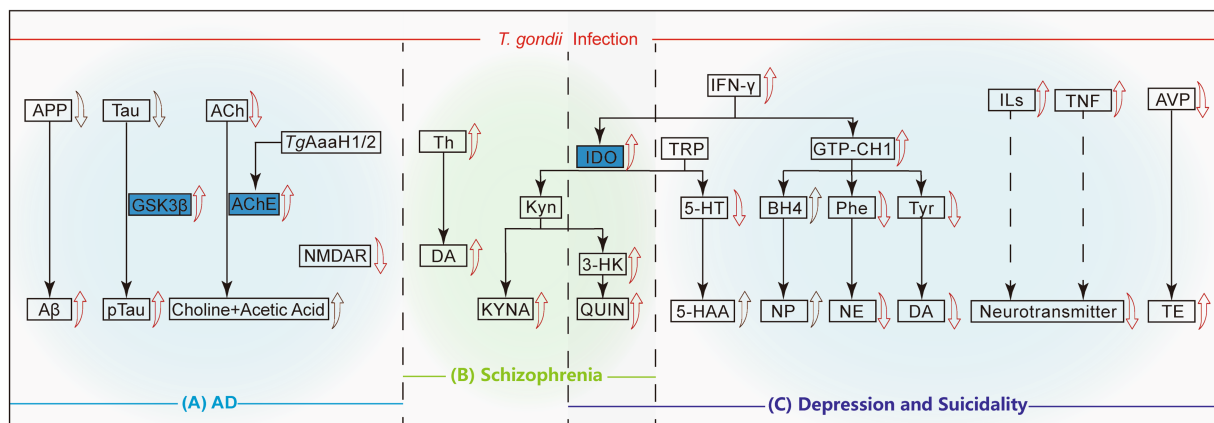 T. gondii Infection
APP
Tau
ACh
TgAaaH1/2
GSK3β
AChE
NMDAR
Aβ
pTau
Choline+Acetic Acid
(A) AD
Th
DA
Kyn
KYNA
3-HK
QUIN
(B) Schizophrenia
IFN-γ
IDO
TRP
GTP-CH1
5-HT
BH4
Phe
Tyr
5-HAA
NP
NE
DA
ILs
TNF
AVP
Neurotransmitter
TE
(C) Depression and Suicidality